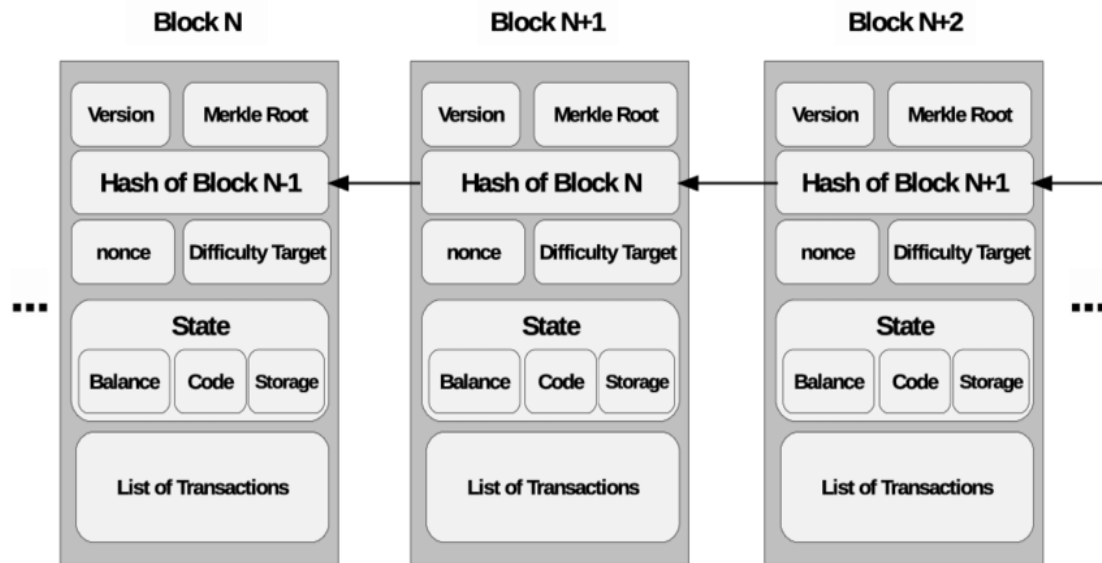 Block N Block N+1 Block N+2
Version Merkle Root Version Merkle Root Version Merkle Root
Hash of Block N-1 Hash of Block N Hash of Block N+1
nonce Difficulty Target nonce Difficulty Target nonce Difficulty Target
... ...
State State State
Balance Code Storage Balance Code Storage Balance Code Storage
List of Transactions List of Transactions List of Transactions